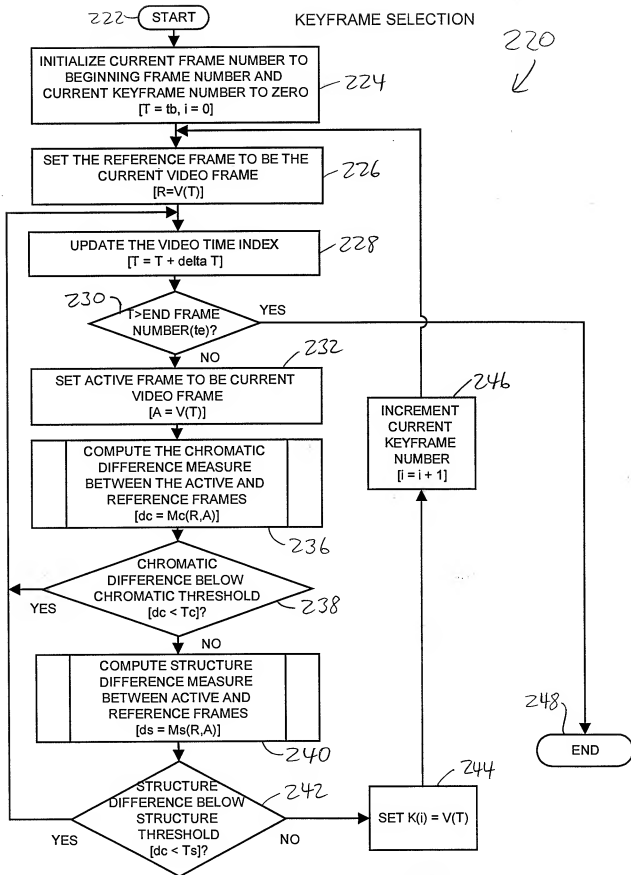 222
START
KEYFRAME SELECTION
220
INITIALIZE CURRENT FRAME NUMBER TO
BEGINNING FRAME NUMBER AND
CURRENT KEYFRAME NUMBER TO ZERO
[T = tb, i = 0]
224
SET THE REFERENCE FRAME TO BE THE
CURRENT VIDEO FRAME
[R=V(T)]
226
UPDATE THE VIDEO TIME INDEX
[T = T + delta T]
228
230
T>END FRAME
NUMBER(te)?
YES
NO
232
SET ACTIVE FRAME TO BE CURRENT
VIDEO FRAME
[A = V(T)]
246
INCREMENT
CURRENT
KEYFRAME
NUMBER
[i = i + 1]
COMPUTE THE CHROMATIC
DIFFERENCE MEASURE
BETWEEN THE ACTIVE AND
REFERENCE FRAMES
[dc = Mc(R,A)]
236
CHROMATIC
DIFFERENCE BELOW
CHROMATIC THRESHOLD
[dc < Tc]?
238
YES
NO
COMPUTE STRUCTURE
DIFFERENCE MEASURE
BETWEEN ACTIVE AND
REFERENCE FRAMES
[ds = Ms(R,A)]
240
248
END
STRUCTURE
DIFFERENCE BELOW
STRUCTURE
THRESHOLD
[dc < Ts]?
242
YES
NO
244
SET K(i) = V(T)